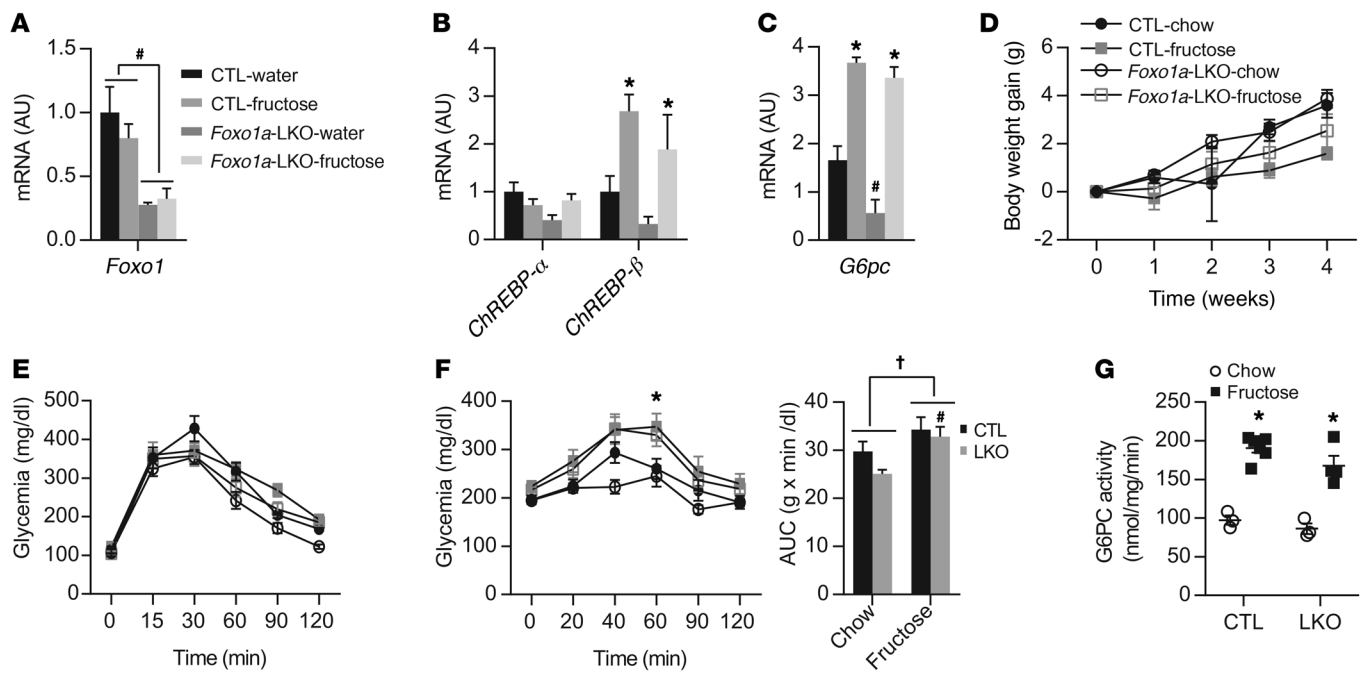 A
mRNA (AU)
1.5
1.0
0.5
0.0
#
Foxo1
CTL-water
CTL-fructose
Foxo1a-LKO-water
Foxo1a-LKO-fructose
B
mRNA (AU)
4
3
2
1
0
*
*
ChREBP-α
ChREBP-β
C
mRNA (AU)
4
3
2
1
0
*
*
#
G6pc
D
CTL-chow
CTL-fructose
Foxo1a-LKO-chow
Foxo1a-LKO-fructose
Body weight gain (g)
6
4
2
0
-2
0 1 2 3 4
Time (weeks)
E
Glycemia (mg/dl)
500
400
300
200
100
0
0 15 30 60 90 120
Time (min)
F
Glycemia (mg/dl)
400
300
200
100
0
*
0 20 40 60 90 120
Time (min)
AUC (g x min /dl)
40
30
20
10
0
†
#
CTL
LKO
Chow
Fructose
G
Chow
Fructose
G6PC activity
(nmol/mg/min)
250
200
150
100
50
0
*
*
CTL LKO